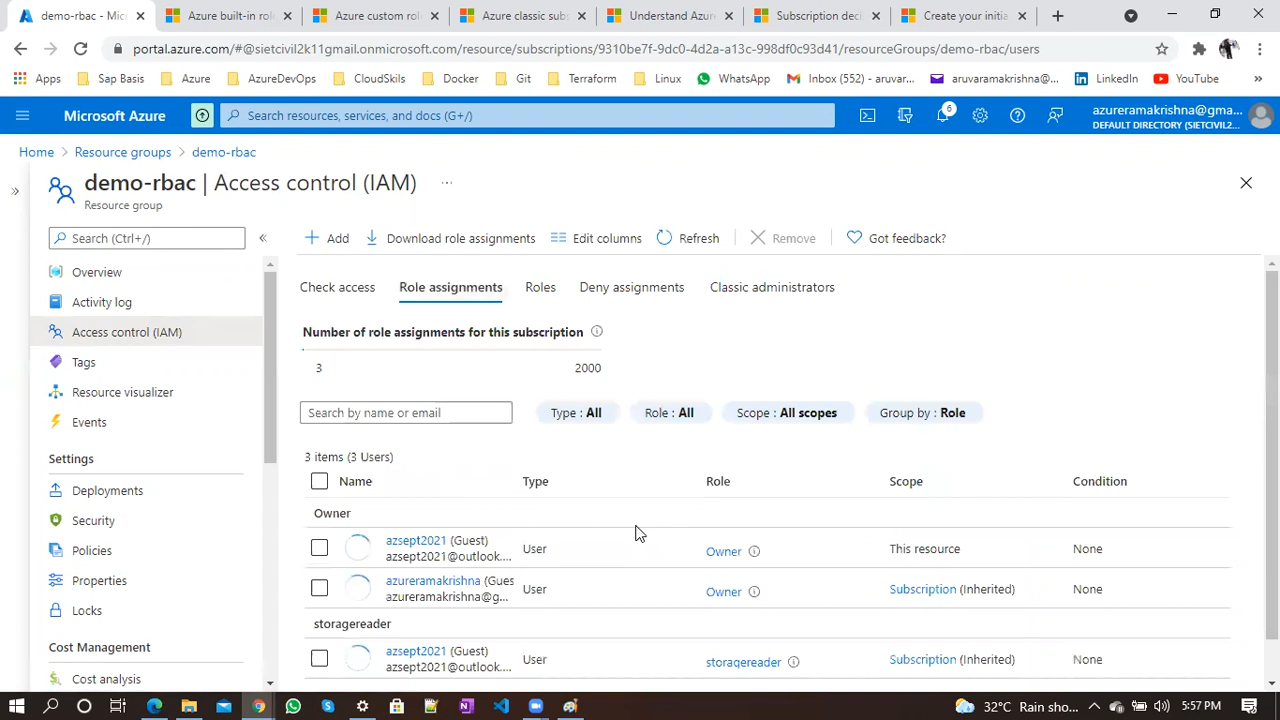 demo-rbac - Mic
Azure built-in rol
Azure custom rol
Azure classic subs
Understand Azur
Subscription dec
Create your initia
portal.azure.com/#@sietcivil2k11gmail.onmicrosoft.com/resource/subscriptions/9310be7f-9dc0-4d2a-a13c-998df0c93d41/resourceGroups/demo-rbac/users
Apps
Sap Basis
Azure
AzureDevOps
CloudSkils
Docker
Git
Terraform
Linux
WhatsApp
Inbox (552) - aruvar...
aruvaramakrishna@...
LinkedIn
YouTube
»
Microsoft Azure
Search resources, services, and docs (G+/)
6
azureramakrishna@gma...
DEFAULT DIRECTORY (SIETCIVIL2...
Home > Resource groups > demo-rbac
demo-rbac | Access control (IAM) ...
Resource group
Search (Ctrl+/)
Add
Download role assignments
Edit columns
Refresh
Remove
Got feedback?
Overview
Activity log
Access control (IAM)
Tags
Resource visualizer
Events
Settings
Deployments
Security
Policies
Properties
Locks
Cost Management
Cost analysis
Check access
Role assignments
Roles
Deny assignments
Classic administrators
Number of role assignments for this subscription
3
2000
Search by name or email
Type : All
Role : All
Scope : All scopes
Group by : Role
3 items (3 Users)
Name
Type
Role
Scope
Condition
Owner
azsept2021 (Guest)
azsept2021@outlook....
User
Owner
This resource
None
azureramakrishna (Gues
azureramakrishna@g...
User
Owner
Subscription (Inherited)
None
storagereader
azsept2021 (Guest)
azsept2021@outlook....
User
storagereader
Subscription (Inherited)
None
32°C Rain sho...
5:57 PM